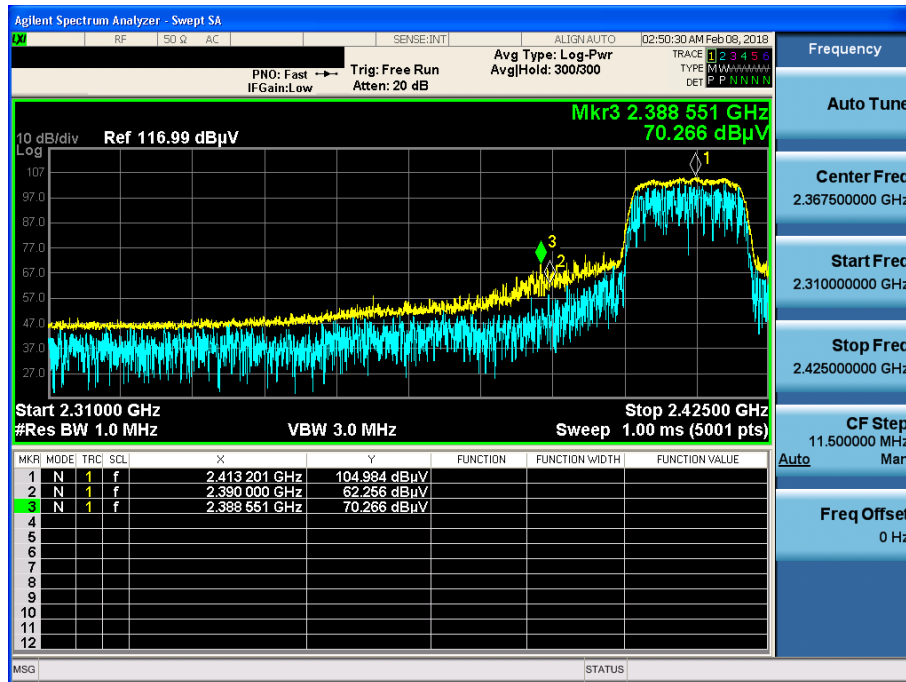 Agilent Spectrum Analyzer - Swept SA
LXI RF 50 Ω AC SENSE:INT ALIGN AUTO 02:50:30 AM Feb 08, 2018
Frequency
PNO: Fast Trig: Free Run Avg Type: Log-Pwr TRACE 1 2 3 4 5 6
IFGain:Low Atten: 20 dB Avg|Hold: 300/300 TYPE M W
DET P P N N N N
Mkr3 2.388 551 GHz
70.266 dBµV
10 dB/div Ref 116.99 dBµV
Log
107
97.0
87.0
77.0
67.0
57.0
47.0
37.0
27.0
1
3
2
Start 2.31000 GHz Stop 2.42500 GHz
#Res BW 1.0 MHz VBW 3.0 MHz Sweep 1.00 ms (5001 pts)
MKR MODE TRC SCL X Y FUNCTION FUNCTION WIDTH FUNCTION VALUE
1 N 1 f 2.413 201 GHz 104.984 dBµV
2 N 1 f 2.390 000 GHz 62.256 dBµV
3 N 1 f 2.388 551 GHz 70.266 dBµV
4
5
6
7
8
9
10
11
12
MSG STATUS
Auto Tune
Center Freq
2.367500000 GHz
Start Freq
2.310000000 GHz
Stop Freq
2.425000000 GHz
CF Step
11.500000 MHz
Auto Man
Freq Offset
0 Hz